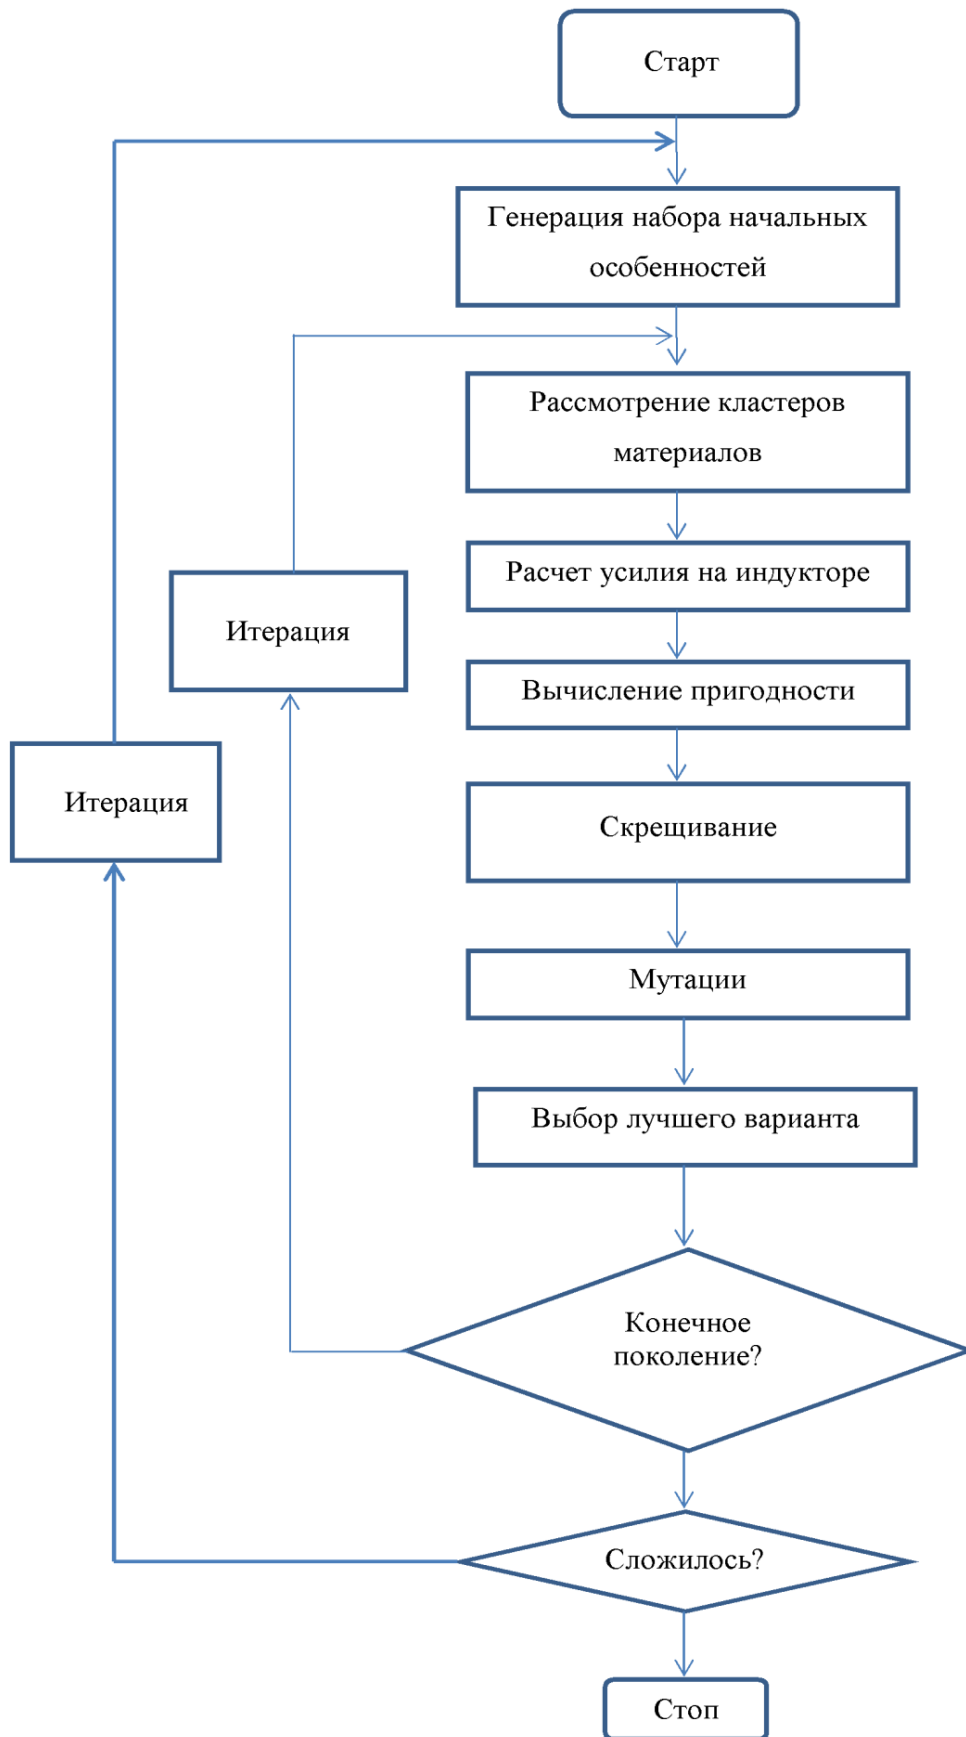 Старт
Генерация набора начальных
особенностей
Рассмотрение кластеров
материалов
Расчет усилия на индукторе
Итерация
Вычисление пригодности
Итерация
Скрещивание
Мутации
Выбор лучшего варианта
Конечное
поколение?
Сложилось?
Стоп